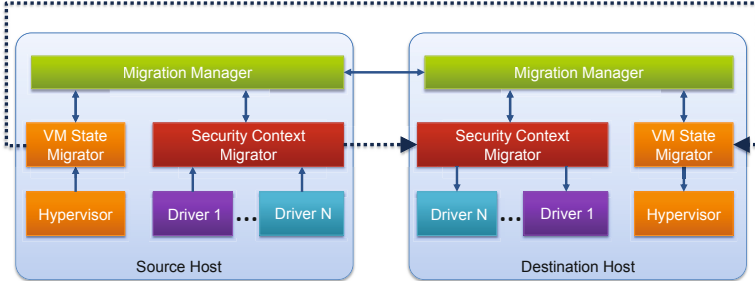 Migration Manager
Migration Manager
VM State
Migrator
Security Context
Migrator
Security Context
Migrator
VM State
Migrator
Hypervisor
Driver 1
...
Driver N
Driver N
...
Driver 1
Hypervisor
Source Host
Destination Host